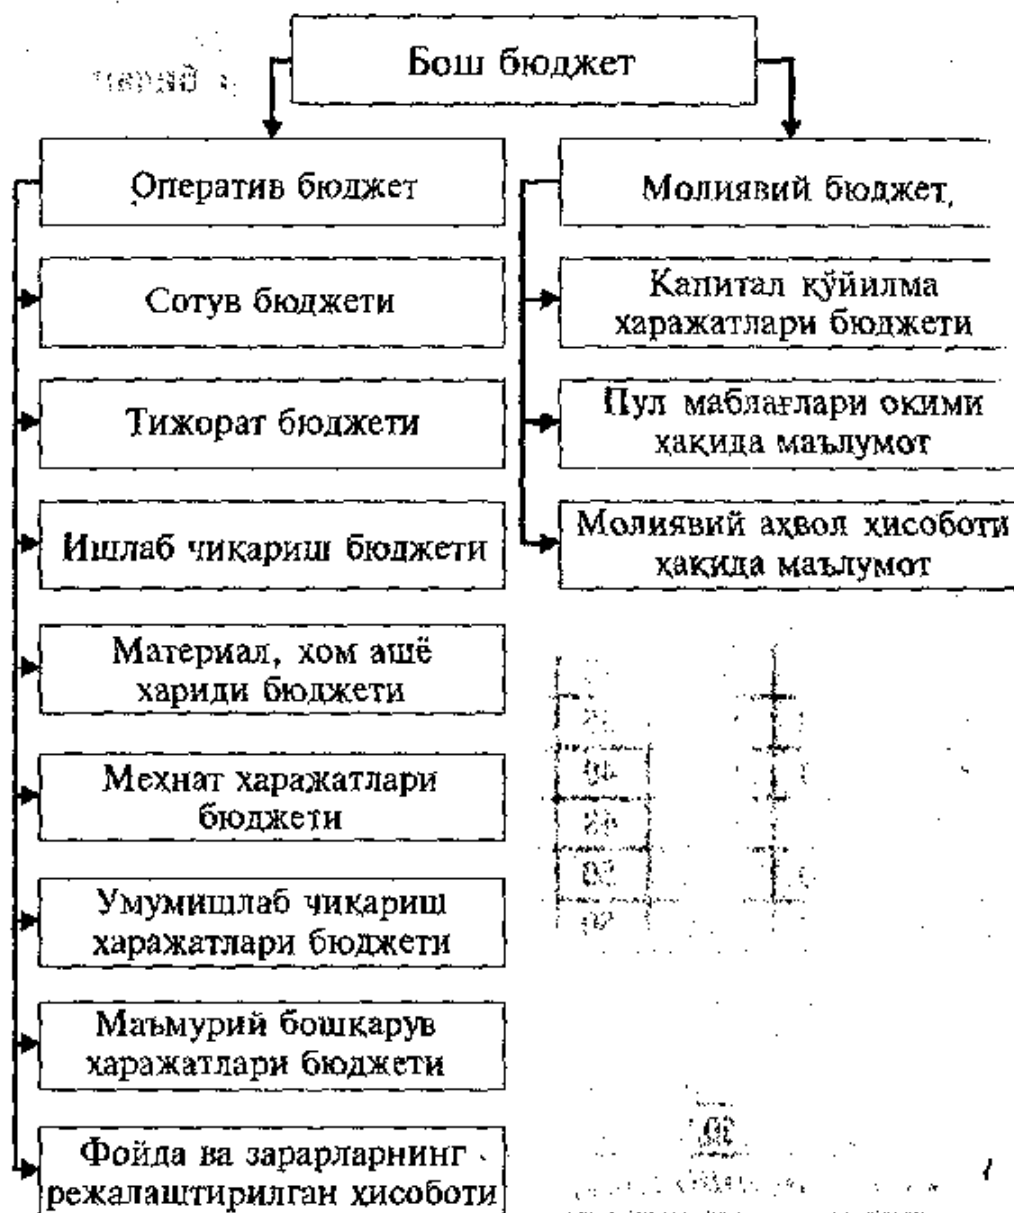 Бош бюджет
Оператив бюджет
Сотув бюджети
Тижорат бюджети
Ишлаб чиқариш бюджети
Материал, хом ашё
хариди бюджети
Меҳнат харажатлари
бюджети
Умумишлаб чиқариш
харажатлари бюджети
Маъмурий бошқарув
харажатлари бюджети
Фойда ва зарарларнинг
режалаштирилган ҳисоботи
Молиявий бюджет
Капитал қўйилма
харажатлари бюджети
Пул маблағлари оқими
ҳақида маълумот
Молиявий аҳвол ҳисоботи
ҳақида маълумот